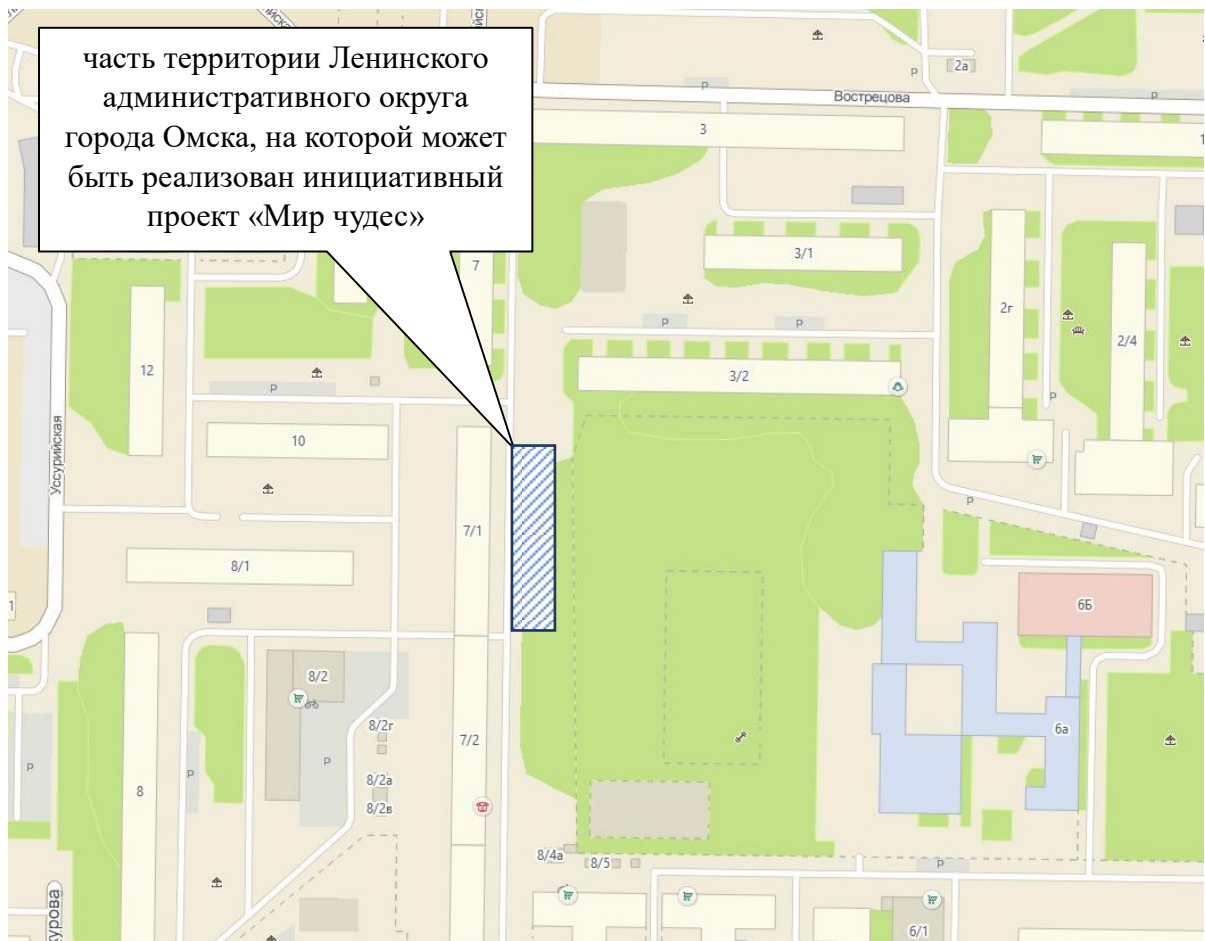 часть территории Ленинского
административного округа
города Омска, на которой может
быть реализован инициативный
проект «Мир чудес»
2а
P
P
Вострецова
P
3
3/1
7
2г
2/4
P
P
12
P
3/2
P
10
Уссурийская
7/1
P
8/1
6Б
8/2
8/2г
7/2
6а
P
P
P
8
8/2а
8/2в
8/4а
8/5
P
курова
6/1